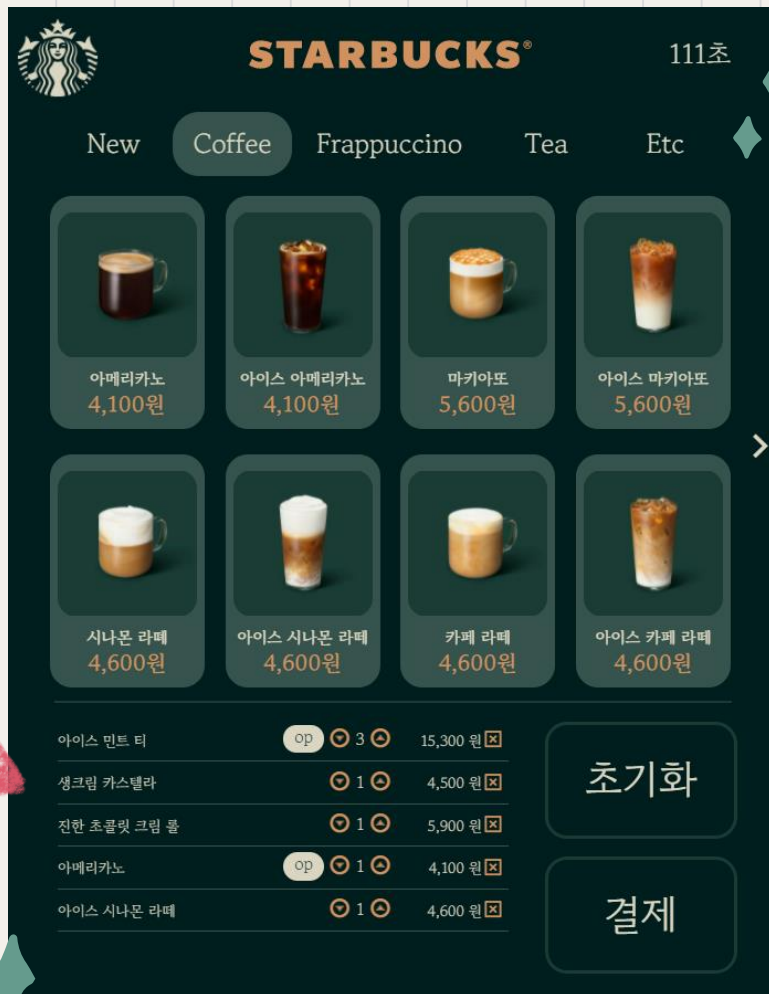 STARBUCKS®
111초
New Coffee Frappuccino Tea Etc
아메리카노 아이스 아메리카노 마키아또 아이스 마키아또
4,100원 4,100원 5,600원 5,600원
시나몬 라떼 아이스 시나몬 라떼 카페 라떼 아이스 카페 라떼
4,600원 4,600원 4,600원 4,600원
아이스 민트 티 op 3 15,300 원
생크림 카스텔라 1 4,500 원
진한 초콜릿 크림 롤 1 5,900 원
아메리카노 op 1 4,100 원
아이스 시나몬 라떼 1 4,600 원
초기화
결제